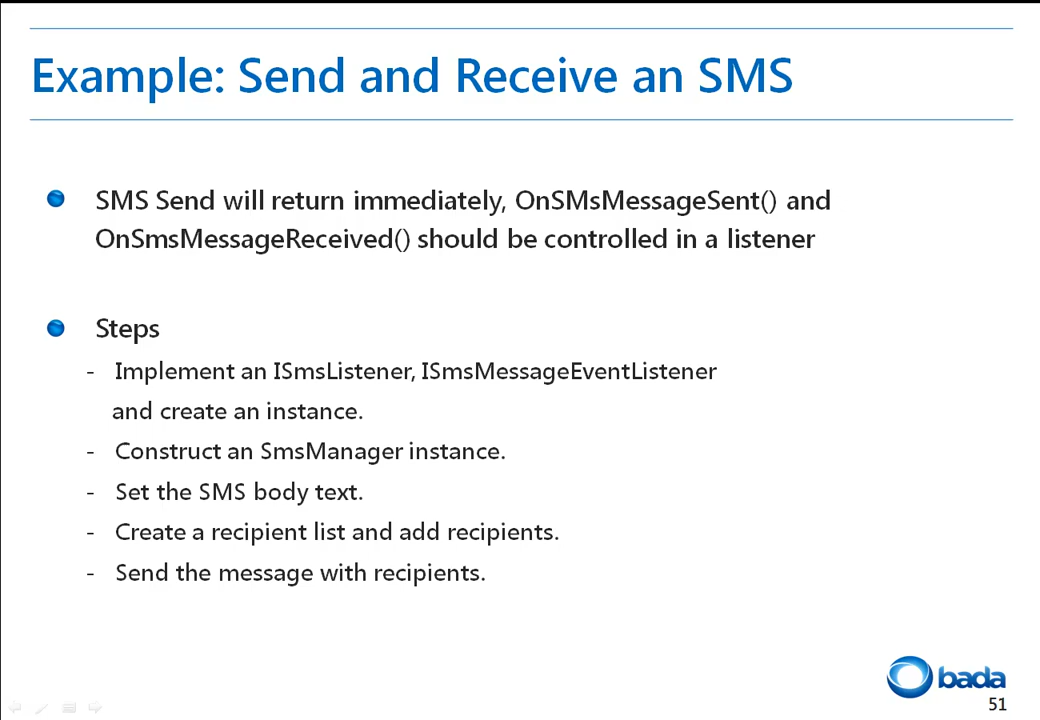 Example: Send and Receive an SMS
SMS Send will return immediately, OnSMsMessageSent() and
OnSmsMessageReceived() should be controlled in a listener
Steps
- Implement an ISmsListener, ISmsMessageEventListener
and create an instance.
- Construct an SmsManager instance.
- Set the SMS body text.
- Create a recipient list and add recipients.
- Send the message with recipients.
bada
51